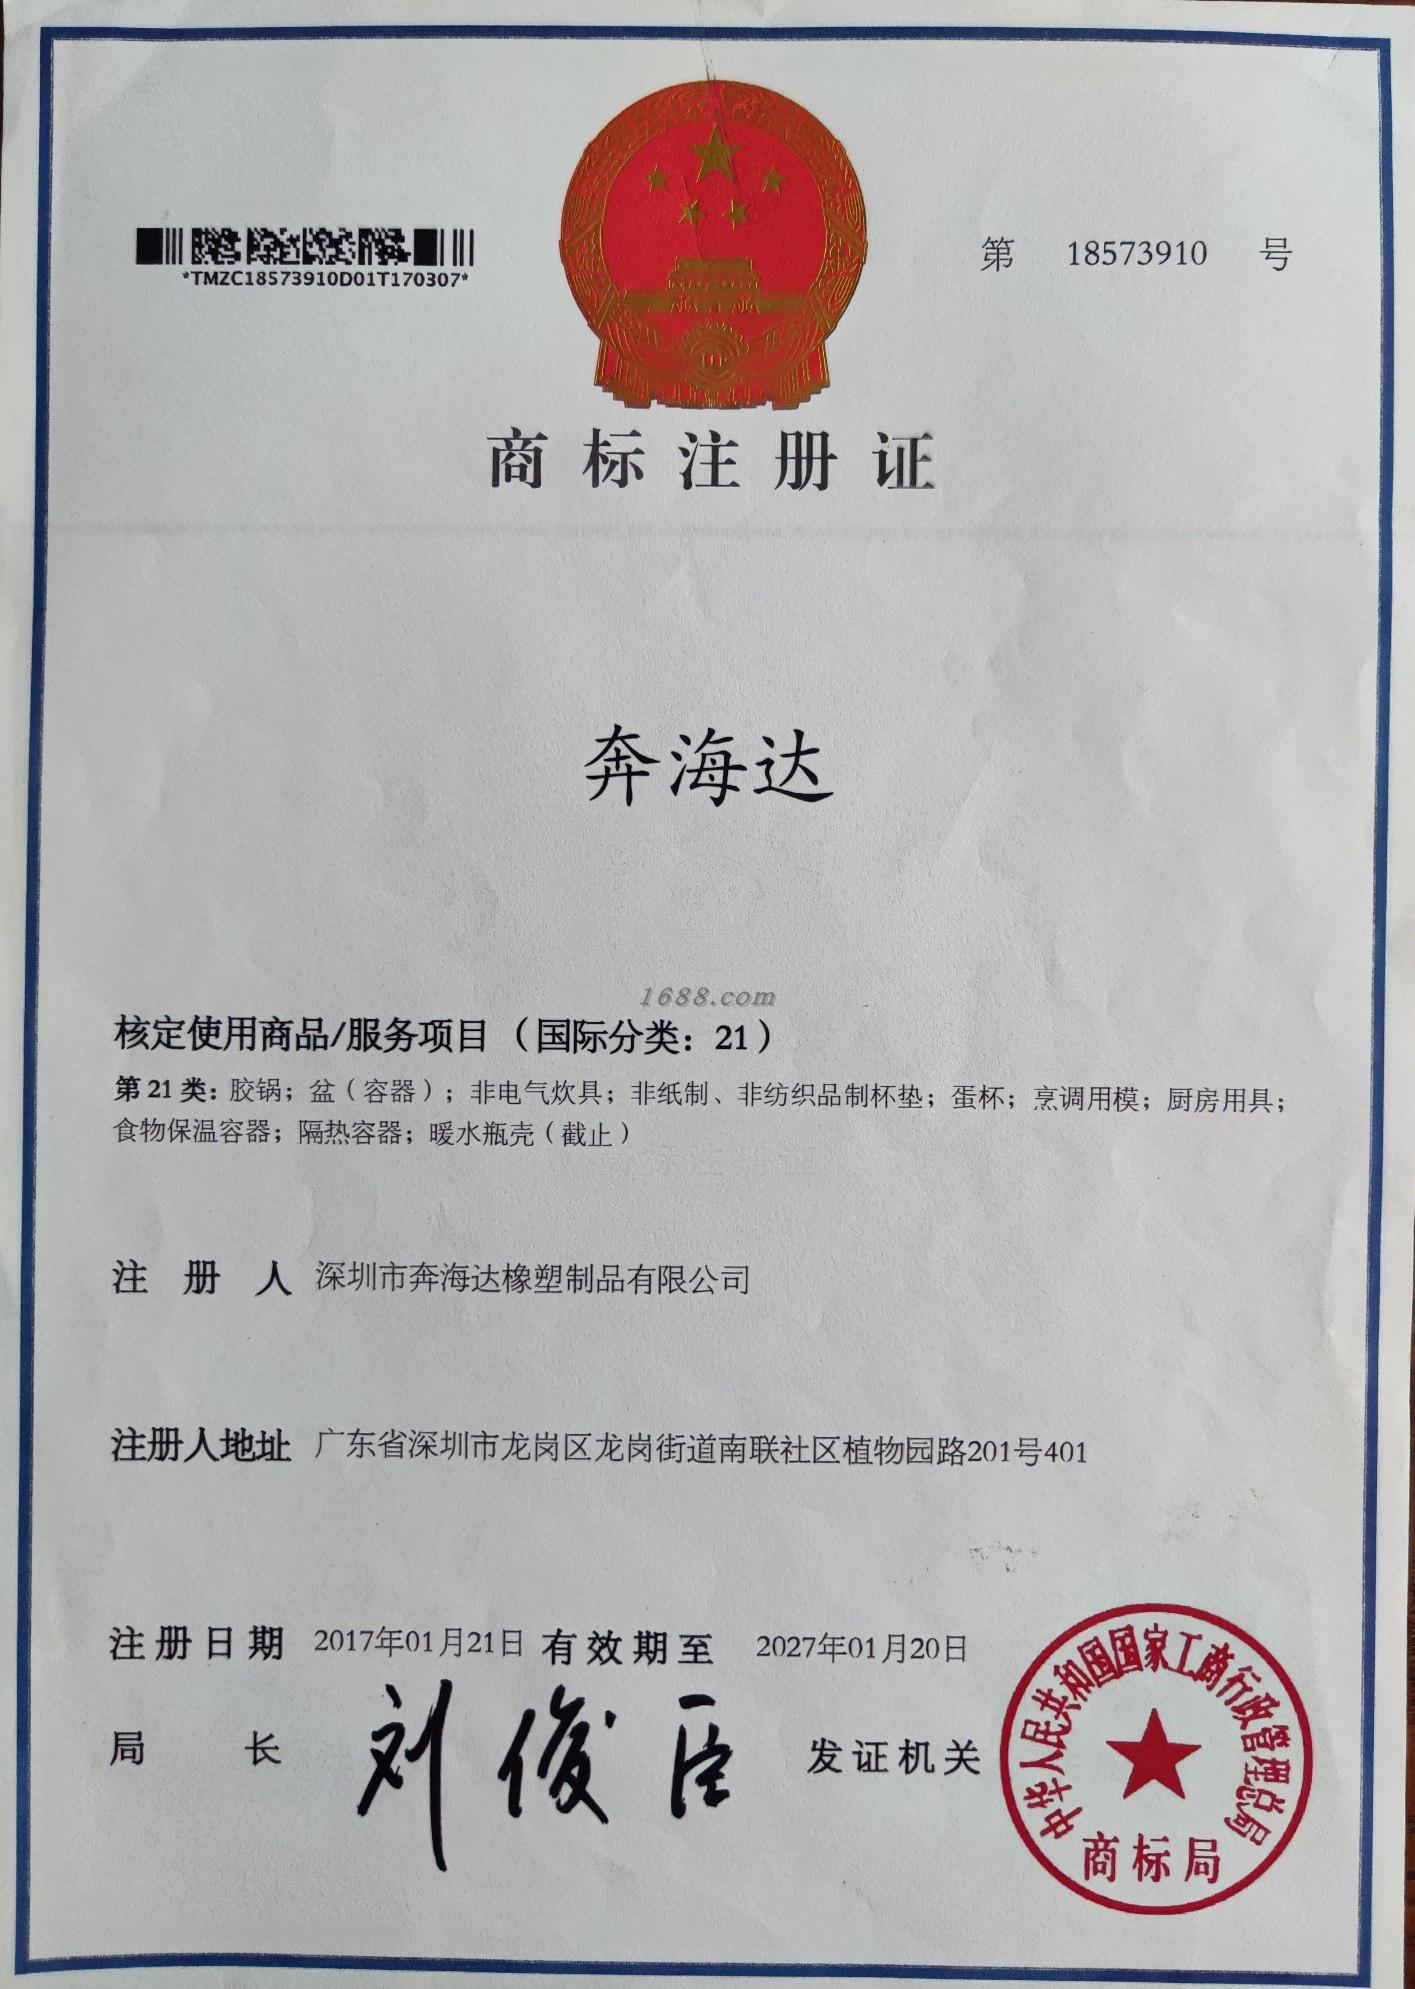 *TMZC18573910D01T170307*
第 18573910 号
商标注册证
奔海达
1688.com
核定使用商品/服务项目（国际分类：21）
第 21 类：胶锅；盆（容器）；非电气炊具；非纸制、非纺织品制杯垫；蛋杯；烹调用模；厨房用具；
食物保温容器；隔热容器；暖水瓶壳（截止）
注册人 深圳市奔海达橡塑制品有限公司
注册人地址 广东省深圳市龙岗区龙岗街道南联社区植物园路201号401
注册日期 2017年01月21日 有效期至 2027年01月20日
局长 刘俊臣 发证机关
中华人民共和国国家工商行政管理总局
商标局